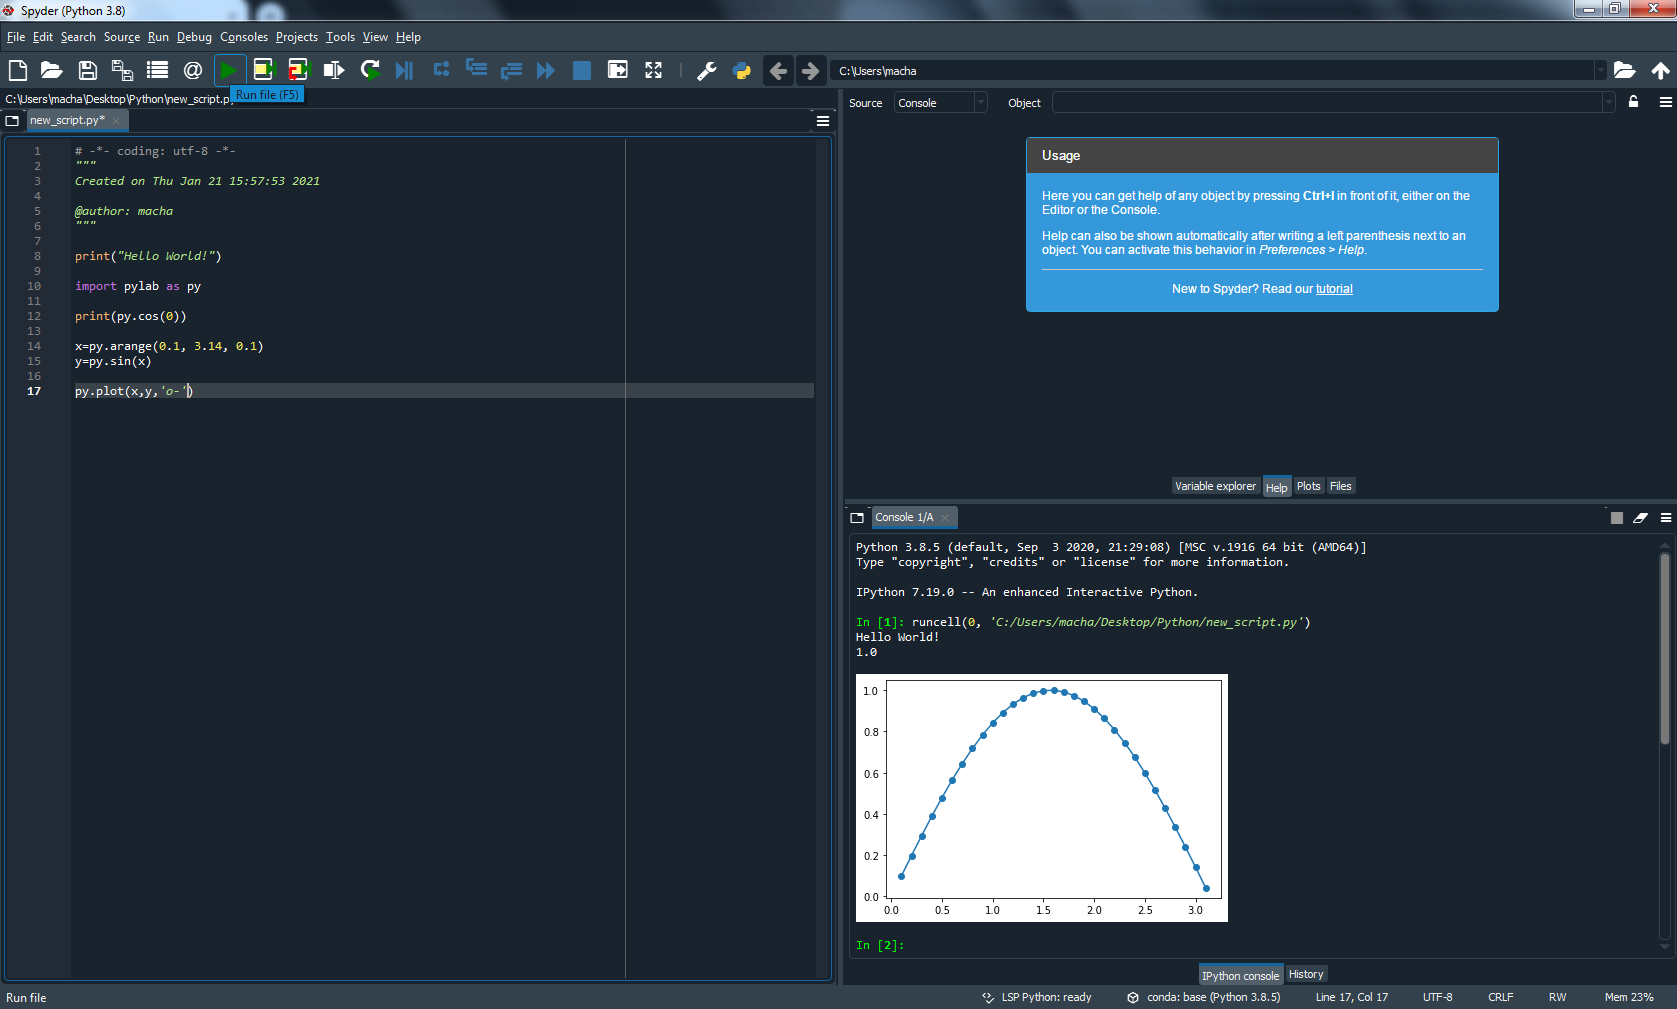 Spyder (Python 3.8)
File Edit Search Source Run Debug Consoles Projects Tools View Help
C:\Users\macha
C:\Users\macha\Desktop\Python\new_script.py
Run file (F5)
new_script.py*
1 # -*- coding: utf-8 -*-
2 """
3 Created on Thu Jan 21 15:57:53 2021
4
5 @author: macha
6 """
7
8 print("Hello World!")
9
10 import pylab as py
11
12 print(py.cos(0))
13
14 x=py.arange(0.1, 3.14, 0.1)
15 y=py.sin(x)
16
17 py.plot(x,y,'o-')
Source Console Object
Usage
Here you can get help of any object by pressing Ctrl+I in front of it, either on the
Editor or the Console.
Help can also be shown automatically after writing a left parenthesis next to an
object. You can activate this behavior in Preferences > Help.
New to Spyder? Read our tutorial
Variable explorer Help Plots Files
Console 1/A
Python 3.8.5 (default, Sep  3 2020, 21:29:08) [MSC v.1916 64 bit (AMD64)]
Type "copyright", "credits" or "license" for more information.
IPython 7.19.0 -- An enhanced Interactive Python.
In [1]: runcell(0, 'C:/Users/macha/Desktop/Python/new_script.py')
Hello World!
1.0
1.0
0.8
0.6
0.4
0.2
0.0
0.0 0.5 1.0 1.5 2.0 2.5 3.0
In [2]:
IPython console History
Run file LSP Python: ready conda: base (Python 3.8.5) Line 17, Col 17 UTF-8 CRLF RW Mem 23%